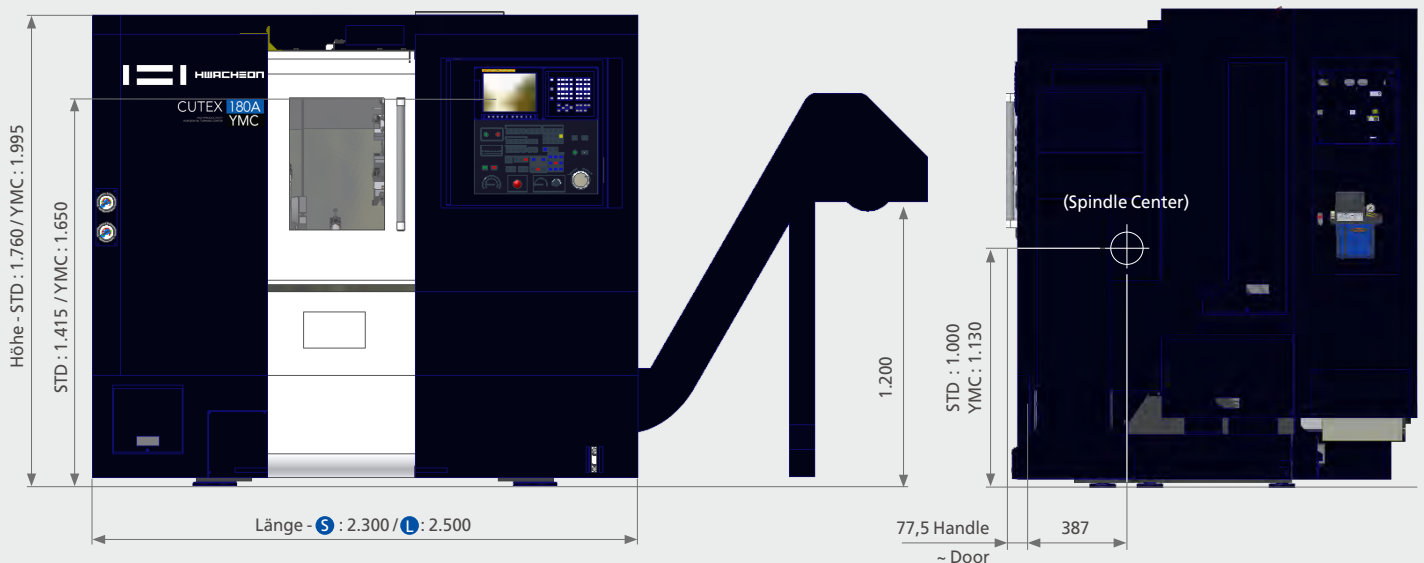 HWACHEON
CUTEX 180A
YMC
Höhe - STD : 1.760 / YMC : 1.995
STD : 1.415 / YMC : 1.650
1.200
Länge - S : 2.300 / L : 2.500
(Spindle Center)
STD : 1.000
YMC : 1.130
77,5 Handle
~ Door
387